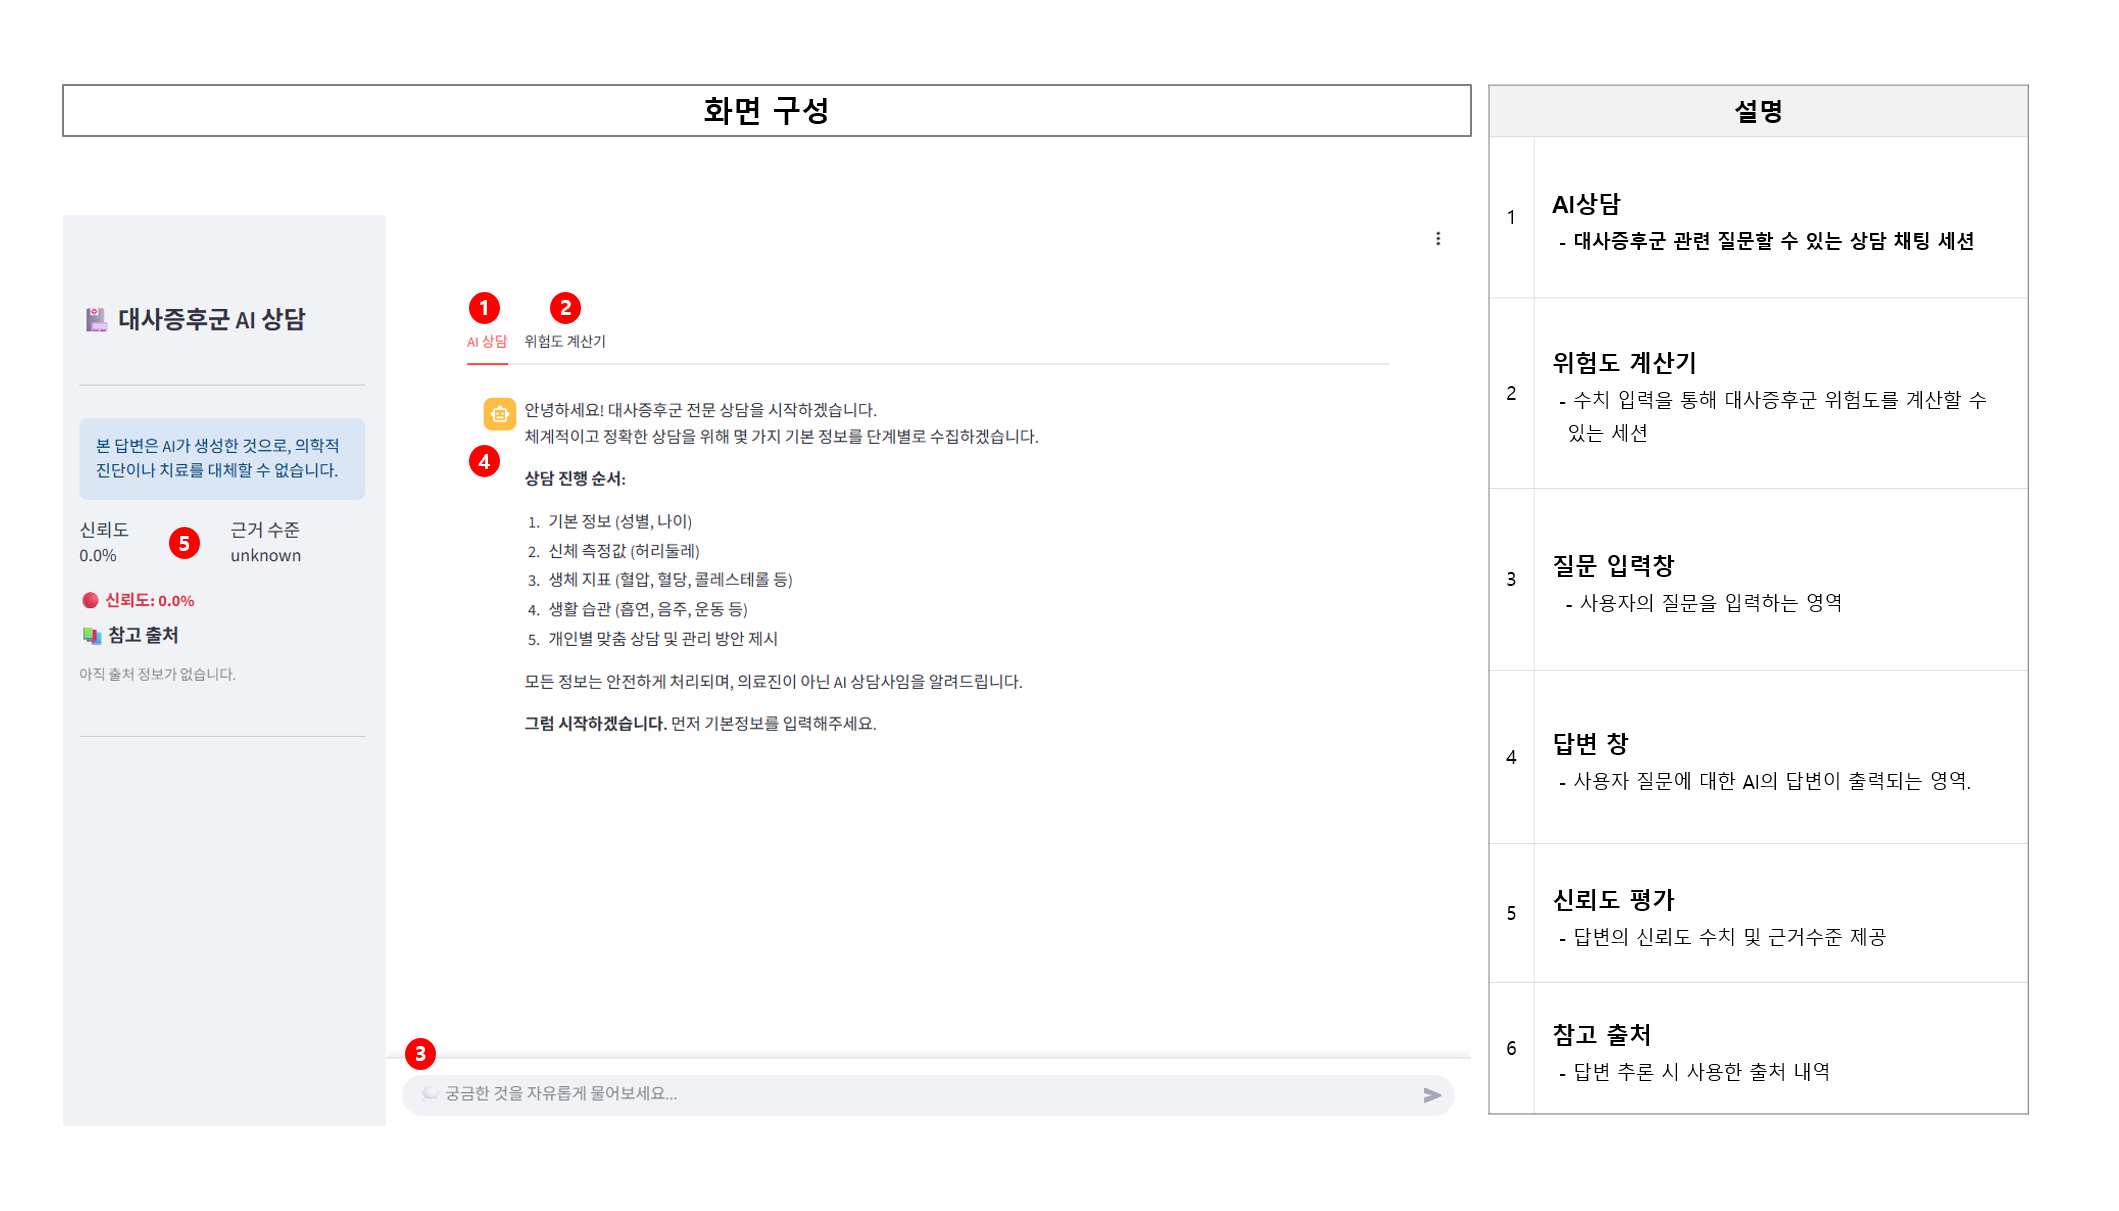 화면 구성
대사증후군 AI 상담
본 답변은 AI가 생성한 것으로, 의학적
진단이나 치료를 대체할 수 없습니다.
신뢰도
0.0%
5
근거 수준
unknown
신뢰도: 0.0%
참고 출처
아직 출처 정보가 없습니다.
1
2
AI 상담
위험도 계산기
안녕하세요! 대사증후군 전문 상담을 시작하겠습니다.
체계적이고 정확한 상담을 위해 몇 가지 기본 정보를 단계별로 수집하겠습니다.
4
상담 진행 순서:
1. 기본 정보 (성별, 나이)
2. 신체 측정값 (허리둘레)
3. 생체 지표 (혈압, 혈당, 콜레스테롤 등)
4. 생활 습관 (흡연, 음주, 운동 등)
5. 개인별 맞춤 상담 및 관리 방안 제시
모든 정보는 안전하게 처리되며, 의료진이 아닌 AI 상담사임을 알려드립니다.
그럼 시작하겠습니다. 먼저 기본정보를 입력해주세요.
3
궁금한 것을 자유롭게 물어보세요...
설명
1
AI상담
- 대사증후군 관련 질문할 수 있는 상담 채팅 세션
2
위험도 계산기
- 수치 입력을 통해 대사증후군 위험도를 계산할 수
있는 세션
3
질문 입력창
- 사용자의 질문을 입력하는 영역
4
답변 창
- 사용자 질문에 대한 AI의 답변이 출력되는 영역.
5
신뢰도 평가
- 답변의 신뢰도 수치 및 근거수준 제공
6
참고 출처
- 답변 추론 시 사용한 출처 내역